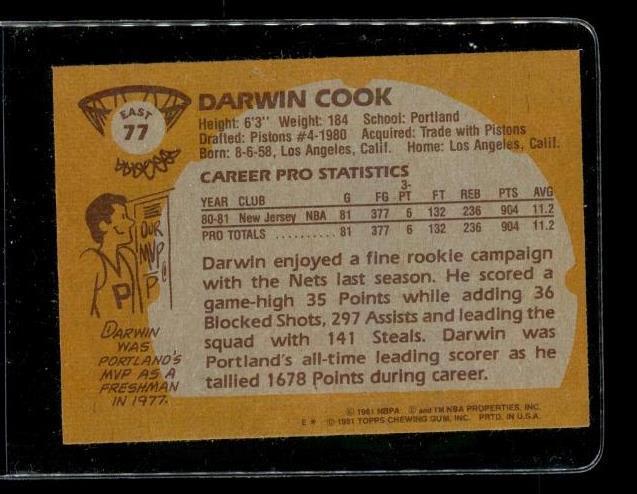 EAST
77
DARWIN COOK
Height: 6'3" Weight: 184 School: Portland
Drafted: Pistons #4-1980 Acquired: Trade with Pistons
Born: 8-6-58, Los Angeles, Calif. Home: Los Angeles, Calif.
CAREER PRO STATISTICS
YEAR CLUB G FG 3-PT FT REB PTS AVG
80-81 New Jersey NBA 81 377 6 132 236 904 11.2
PRO TOTALS .......... 81 377 6 132 236 904 11.2
Darwin enjoyed a fine rookie campaign
with the Nets last season. He scored a
game-high 35 Points while adding 36
Blocked Shots, 297 Assists and leading the
squad with 141 Steals. Darwin was
Portland's all-time leading scorer as he
tallied 1678 Points during career.
OUR
MVP
P
P
DARWIN
WAS
PORTLAND'S
MVP AS A
FRESHMAN
IN 1977.
© 1981 NBPA © and TM NBA PROPERTIES, INC.
E * © 1981 TOPPS CHEWING GUM, INC. PRTD. IN U.S.A.